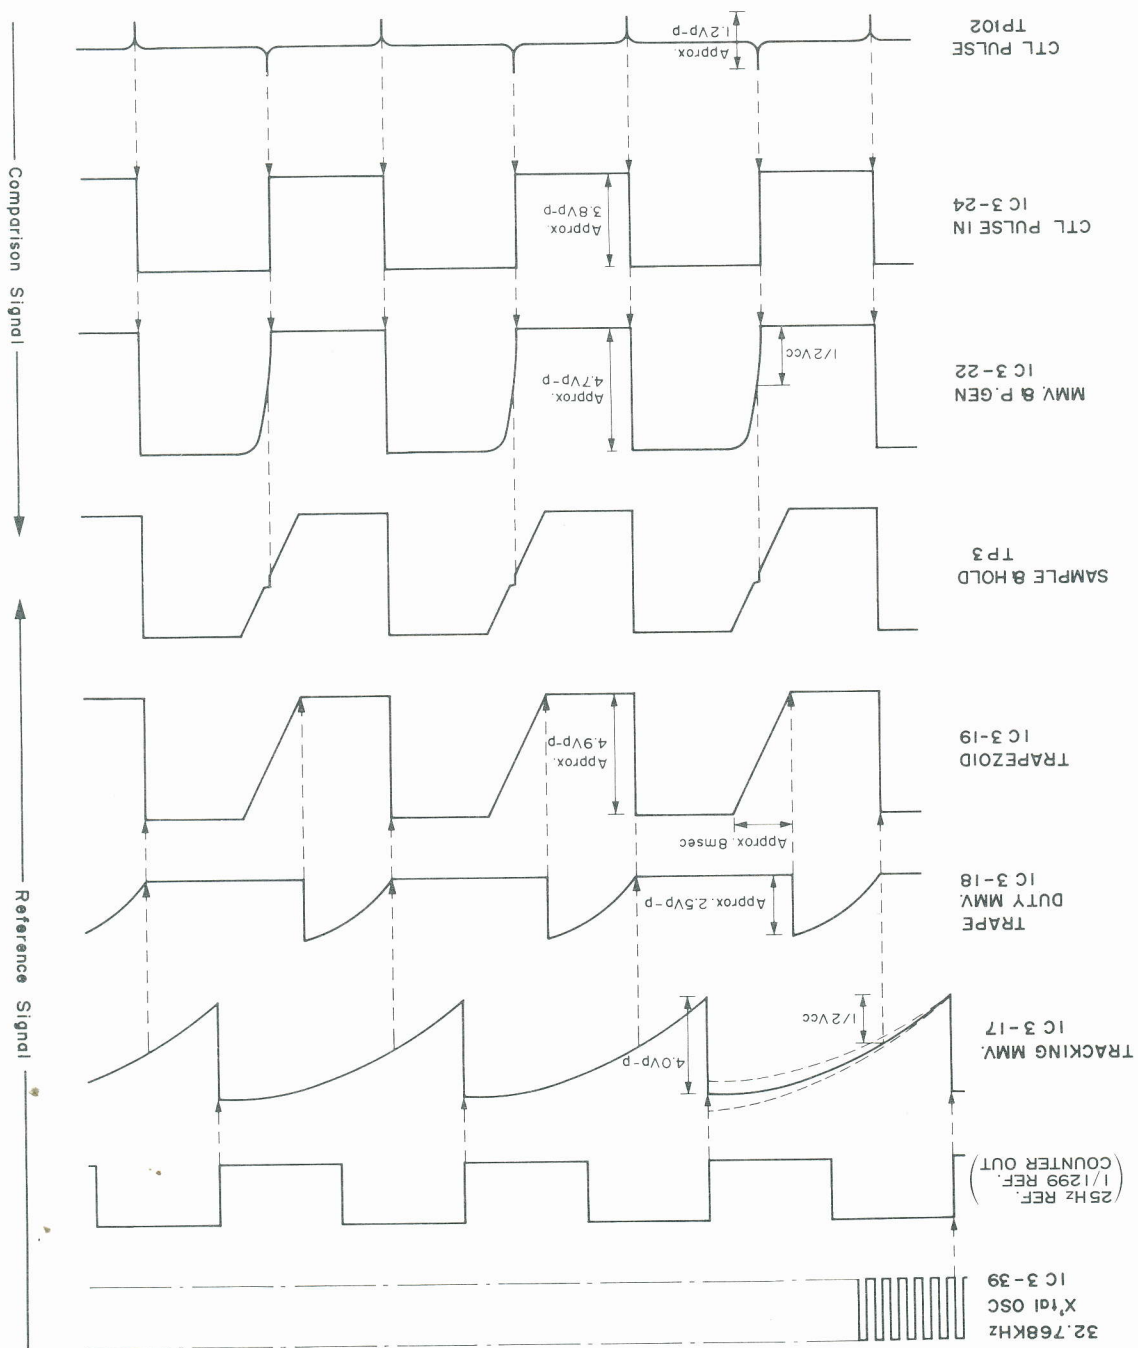 32.768KHz
X'tal OSC
IC 3-39
(25Hz REF.
1/1299 REF.
COUNTER OUT)
TRACKING MMV.
IC 3-17
1/2Vcc
4.0Vp-p
TRAPE
DUTY MMV.
IC 3-18
Approx. 2.5Vp-p
TRAPEZOID
IC 3-19
Approx. 8msec
Approx.
4.9Vp-p
SAMPLE & HOLD
TP3
MMV. & P. GEN
IC 3-22
1/2Vcc
Approx.
4.7Vp-p
CTL PULSE IN
IC 3-24
Approx.
3.8Vp-p
CTL PULSE
TP102
Approx.
1.2Vp-p
Reference Signal
Comparison Signal